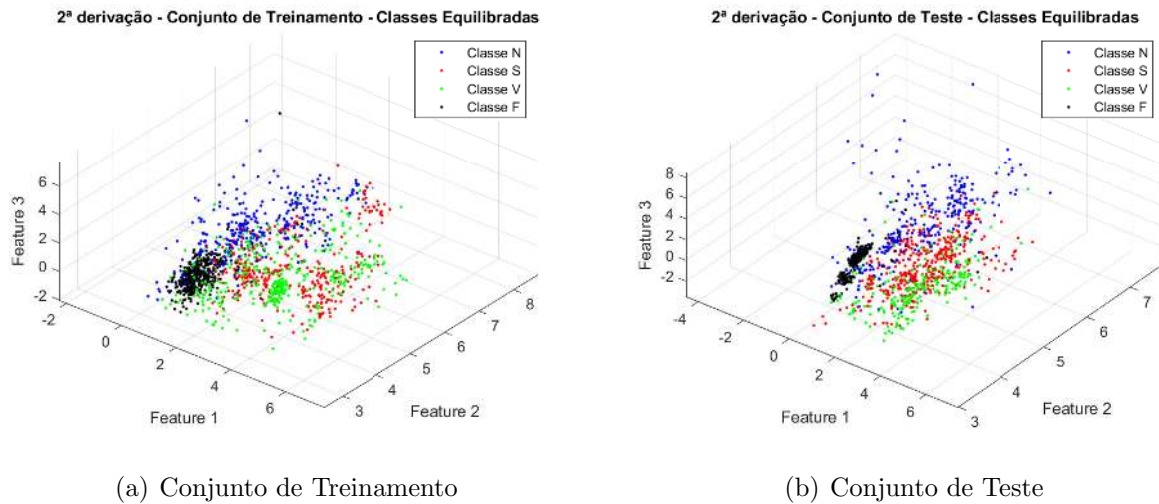 2ª derivação - Conjunto de Treinamento - Classes Equilibradas
Classe N
Classe S
Classe V
Classe F
Feature 3
6
4
2
0
-2
-2
0
2
4
6
Feature 1
3
4
5
6
7
8
Feature 2
(a) Conjunto de Treinamento
2ª derivação - Conjunto de Teste - Classes Equilibradas
Classe N
Classe S
Classe V
Classe F
Feature 3
8
6
4
2
0
-2
-4
-2
0
2
4
6
Feature 1
3
4
5
6
7
Feature 2
(b) Conjunto de Teste